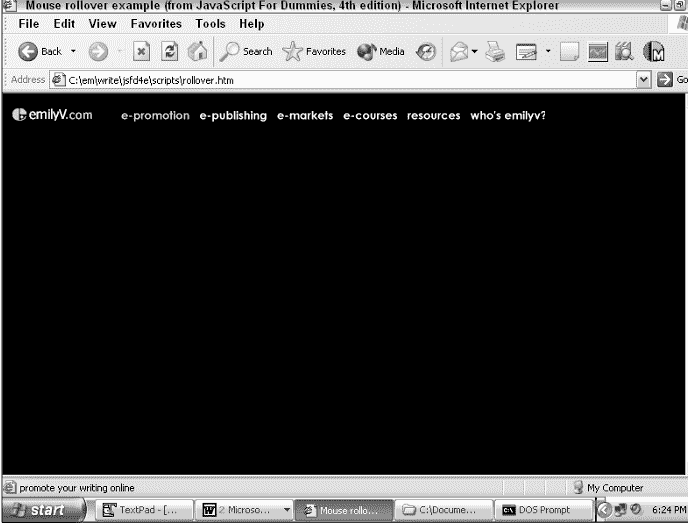 Mouse rollover example (from JavaScript For Dummies, 4th edition) - Microsoft Internet Explorer
File Edit View Favorites Tools Help
Back Search Favorites Media
Address C:\em\write\jsfd4e\scripts\rollover.htm Go
emilyV.com e-promotion e-publishing e-markets e-courses resources who's emilyv?
promote your writing online My Computer
start TextPad - [... 2 Microso... Mouse rollo... C:\Docume... DOS Prompt 6:24 PM